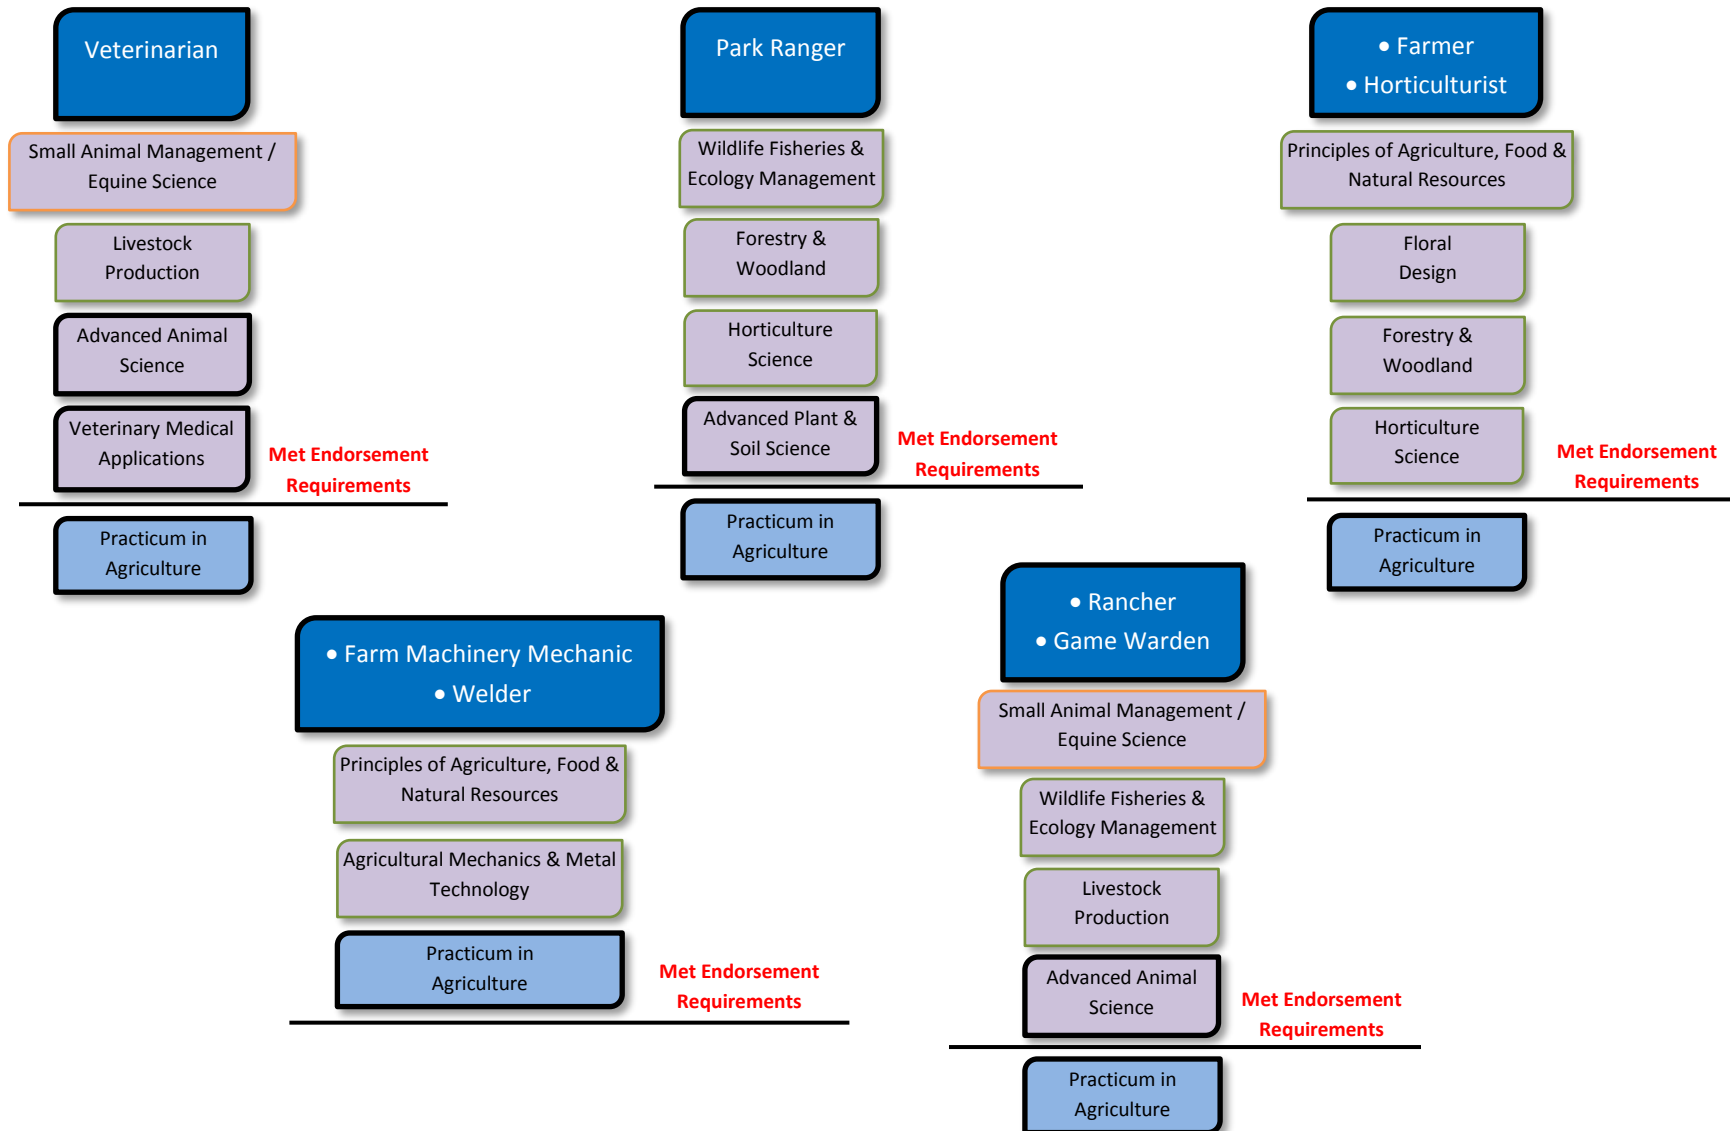 Veterinarian
Small Animal Management /
Equine Science
Livestock
Production
Advanced Animal
Science
Veterinary Medical
Applications
Met Endorsement
Requirements
Practicum in
Agriculture
Park Ranger
Wildlife Fisheries &
Ecology Management
Forestry &
Woodland
Horticulture
Science
Advanced Plant &
Soil Science
Met Endorsement
Requirements
Practicum in
Agriculture
• Farmer
• Horticulturist
Principles of Agriculture, Food &
Natural Resources
Floral
Design
Forestry &
Woodland
Horticulture
Science
Met Endorsement
Requirements
Practicum in
Agriculture
• Farm Machinery Mechanic
• Welder
Principles of Agriculture, Food &
Natural Resources
Agricultural Mechanics & Metal
Technology
Practicum in
Agriculture
Met Endorsement
Requirements
• Rancher
• Game Warden
Small Animal Management /
Equine Science
Wildlife Fisheries &
Ecology Management
Livestock
Production
Advanced Animal
Science
Met Endorsement
Requirements
Practicum in
Agriculture